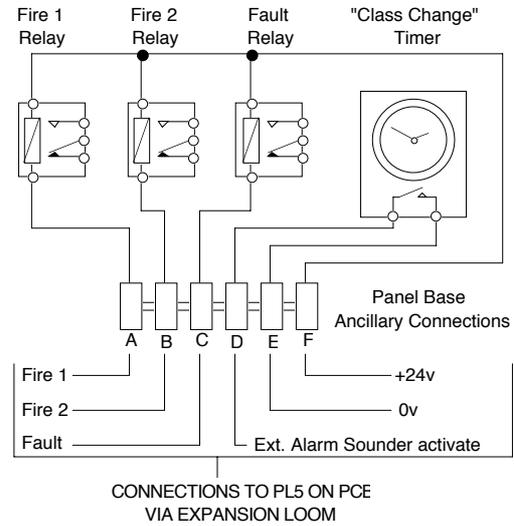 Fire 1 Relay
Fire 2 Relay
Fault Relay
"Class Change" Timer
Panel Base
Ancillary Connections
A B C D E F
Fire 1
+24v
Fire 2
0v
Fault
Ext. Alarm Sounder activate
CONNECTIONS TO PL5 ON PCE
VIA EXPANSION LOOM